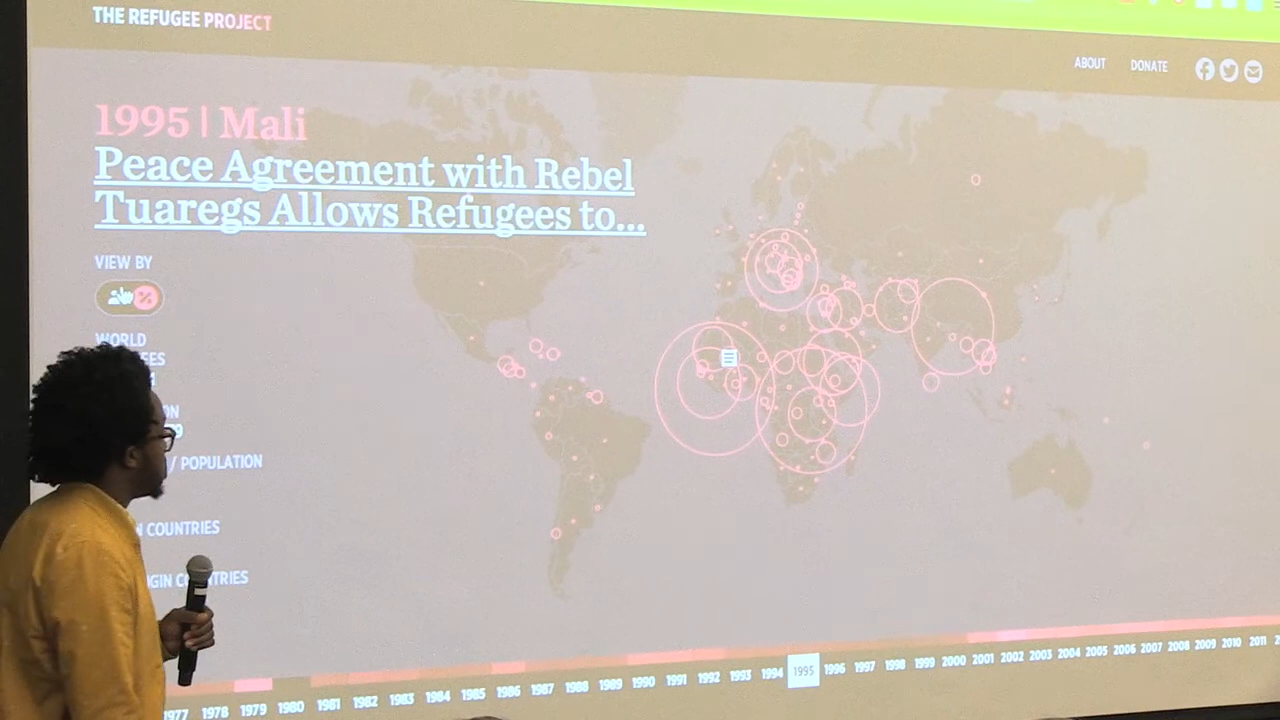 THE REFUGEE PROJECT
ABOUT DONATE
1995 | Mali
Peace Agreement with Rebel
Tuaregs Allows Refugees to...
VIEW BY
WORLD
/ POPULATION
COUNTRIES
1977 1978 1979 1980 1981 1982 1983 1984 1985 1986 1987 1988 1989 1990 1991 1992 1993 1994 1995 1996 1997 1998 1999 2000 2001 2002 2003 2004 2005 2006 2007 2008 2009 2010 2011